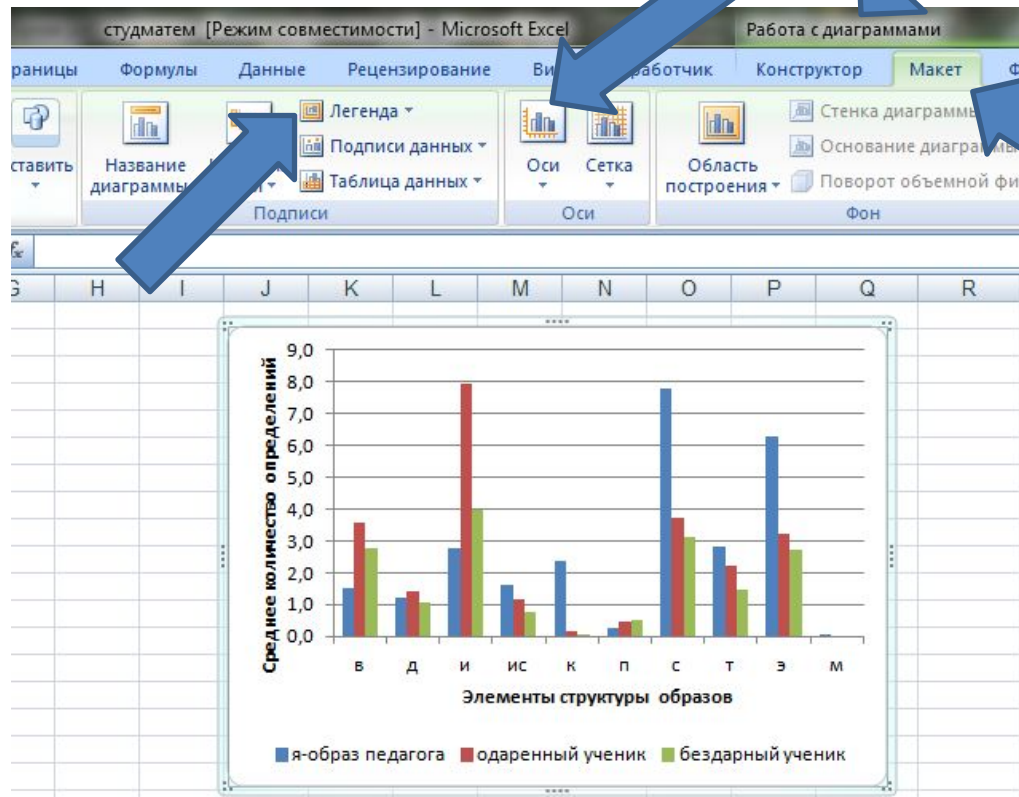 студматем [Режим совместимости] - Microsoft Excel
Работа с диаграммами
Формулы Данные Рецензирование Конструктор Макет
Легенда
Подписи данных
Таблица данных
Название
диаграммы
Подписи
Оси Сетка
Оси
Область
построения
Стенка диаграммы
Основание диаграммы
Поворот объемной
Фон
fx
G H I J K L M N O P Q R
Среднее количество определений
9,0
8,0
7,0
6,0
5,0
4,0
3,0
2,0
1,0
0,0
в д и ис к п с т э м
Элементы структуры образов
я-образ педагога одаренный ученик бездарный ученик